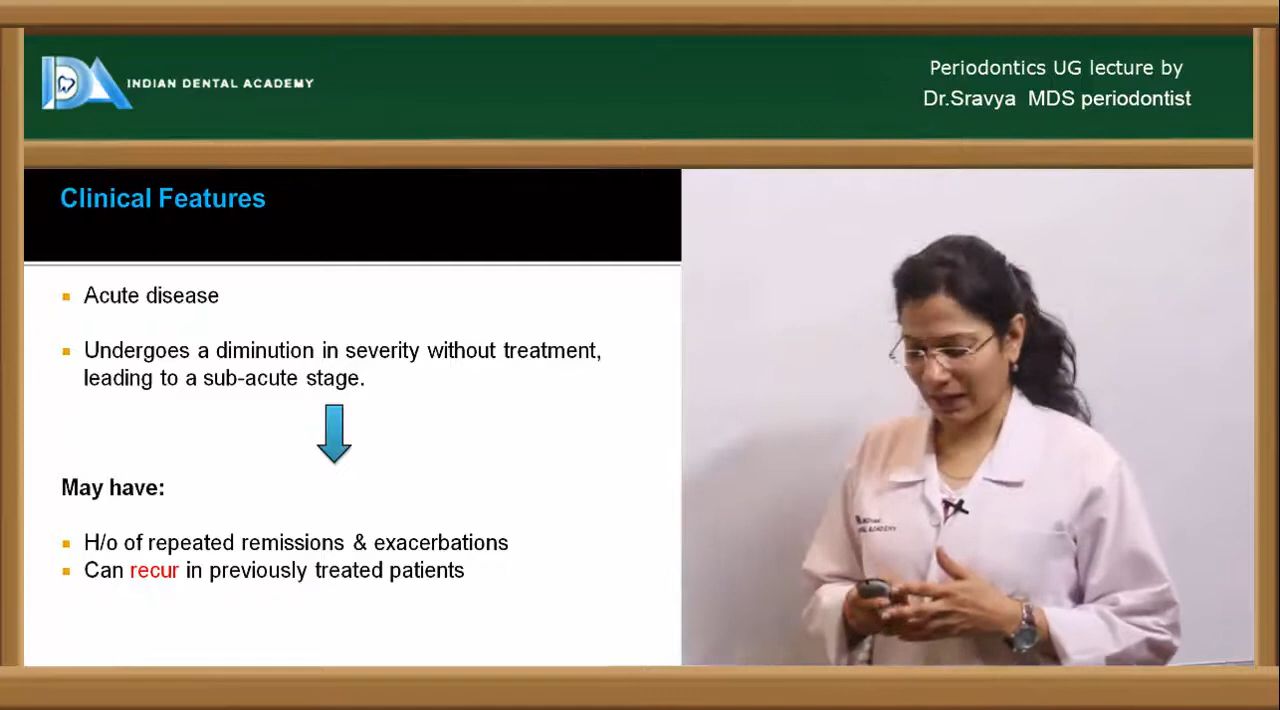 IDA
INDIAN DENTAL ACADEMY
Periodontics UG lecture by
Dr.Sravya MDS periodontist
Clinical Features
Acute disease
Undergoes a diminution in severity without treatment,
leading to a sub-acute stage.
May have:
H/o of repeated remissions & exacerbations
Can recur in previously treated patients